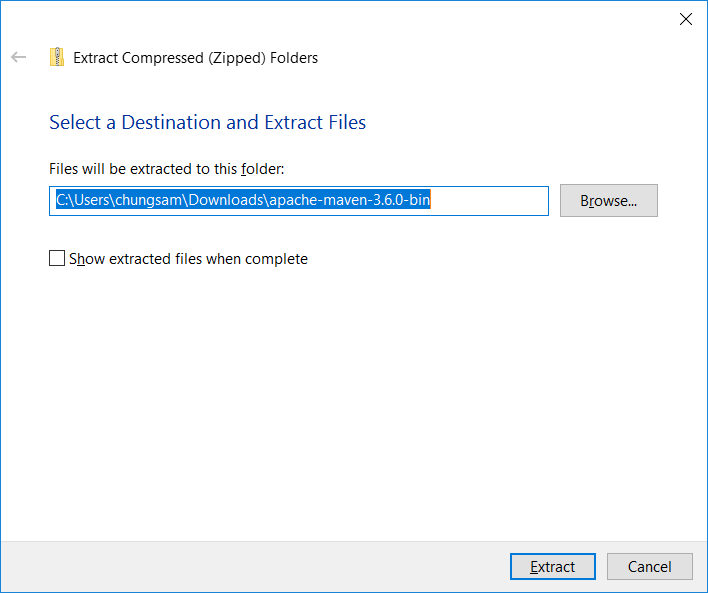 Extract Compressed (Zipped) Folders
Select a Destination and Extract Files
Files will be extracted to this folder:
C:\Users\chungsam\Downloads\apache-maven-3.6.0-bin
Browse...
Show extracted files when complete
Extract
Cancel